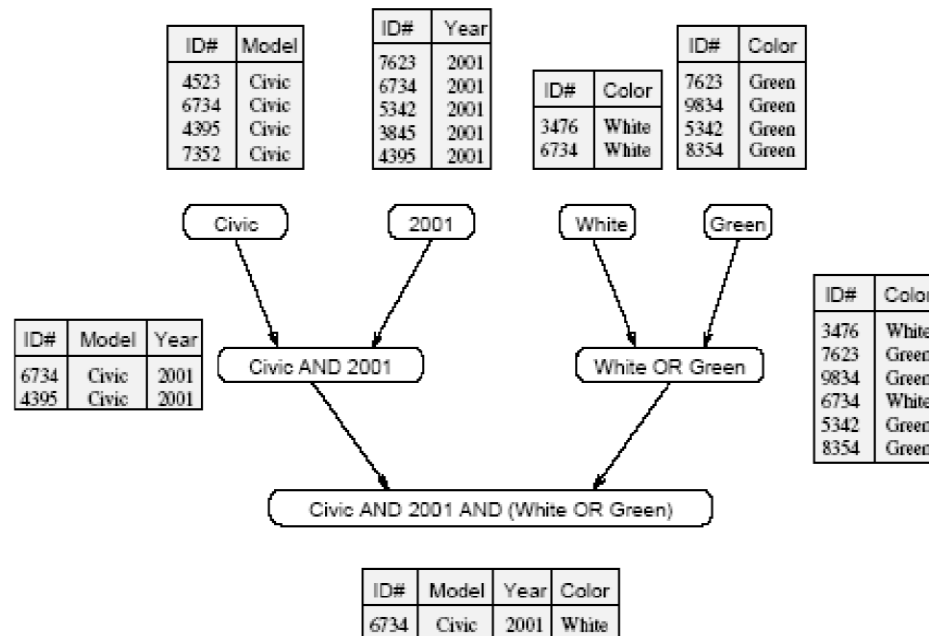 ID# Model
4523 Civic
6734 Civic
4395 Civic
7352 Civic
ID# Year
7623 2001
6734 2001
5342 2001
3845 2001
4395 2001
ID# Color
3476 White
6734 White
ID# Color
7623 Green
9834 Green
5342 Green
8354 Green
Civic
2001
White
Green
ID# Model Year
6734 Civic 2001
4395 Civic 2001
Civic AND 2001
White OR Green
ID# Color
3476 White
7623 Green
9834 Green
6734 White
5342 Green
8354 Green
Civic AND 2001 AND (White OR Green)
ID# Model Year Color
6734 Civic 2001 White